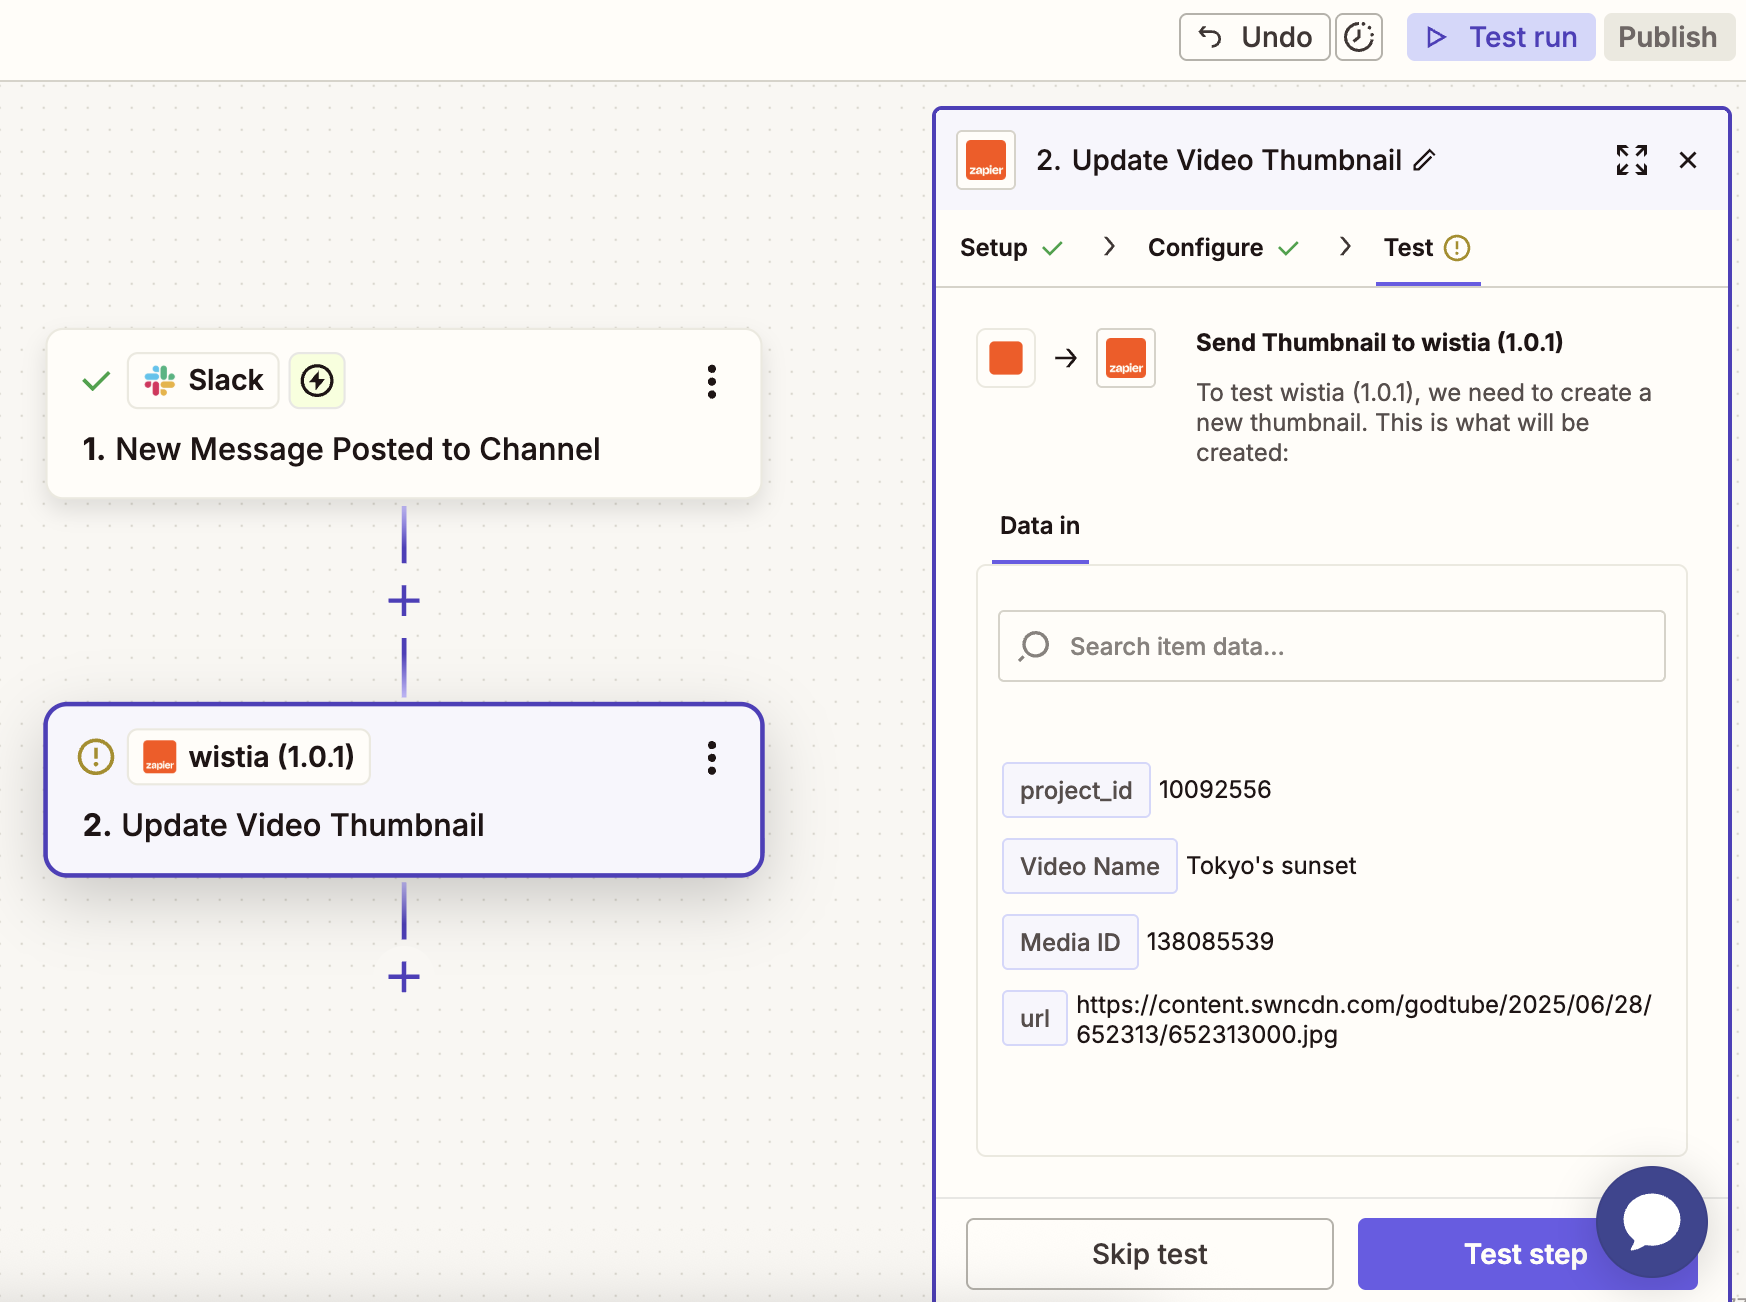 Undo
Test run
Publish
zapier
2. Update Video Thumbnail
Setup
Configure
Test
zapier
Send Thumbnail to wistia (1.0.1)
To test wistia (1.0.1), we need to create a
new thumbnail. This is what will be
created:
Slack
1. New Message Posted to Channel
Data in
Search item data...
zapier
wistia (1.0.1)
2. Update Video Thumbnail
project_id 10092556
Video Name Tokyo's sunset
Media ID 138085539
url https://content.swncdn.com/godtube/2025/06/28/
652313/652313000.jpg
Skip test
Test step